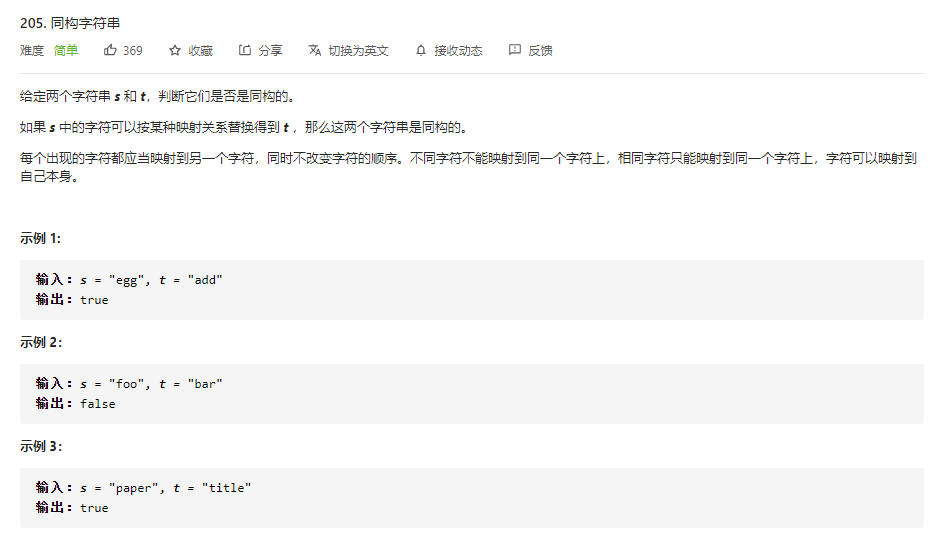 205. 同构字符串
难度 简单 369 收藏 分享 切换为英文 接收动态 反馈
给定两个字符串 s 和 t，判断它们是否是同构的。
如果 s 中的字符可以按某种映射关系替换得到 t ，那么这两个字符串是同构的。
每个出现的字符都应当映射到另一个字符，同时不改变字符的顺序。不同字符不能映射到同一个字符上，相同字符只能映射到同一个字符上，字符可以映射到
自己本身。
示例 1:
输入：s = "egg", t = "add"
输出：true
示例 2：
输入：s = "foo", t = "bar"
输出：false
示例 3：
输入：s = "paper", t = "title"
输出：true